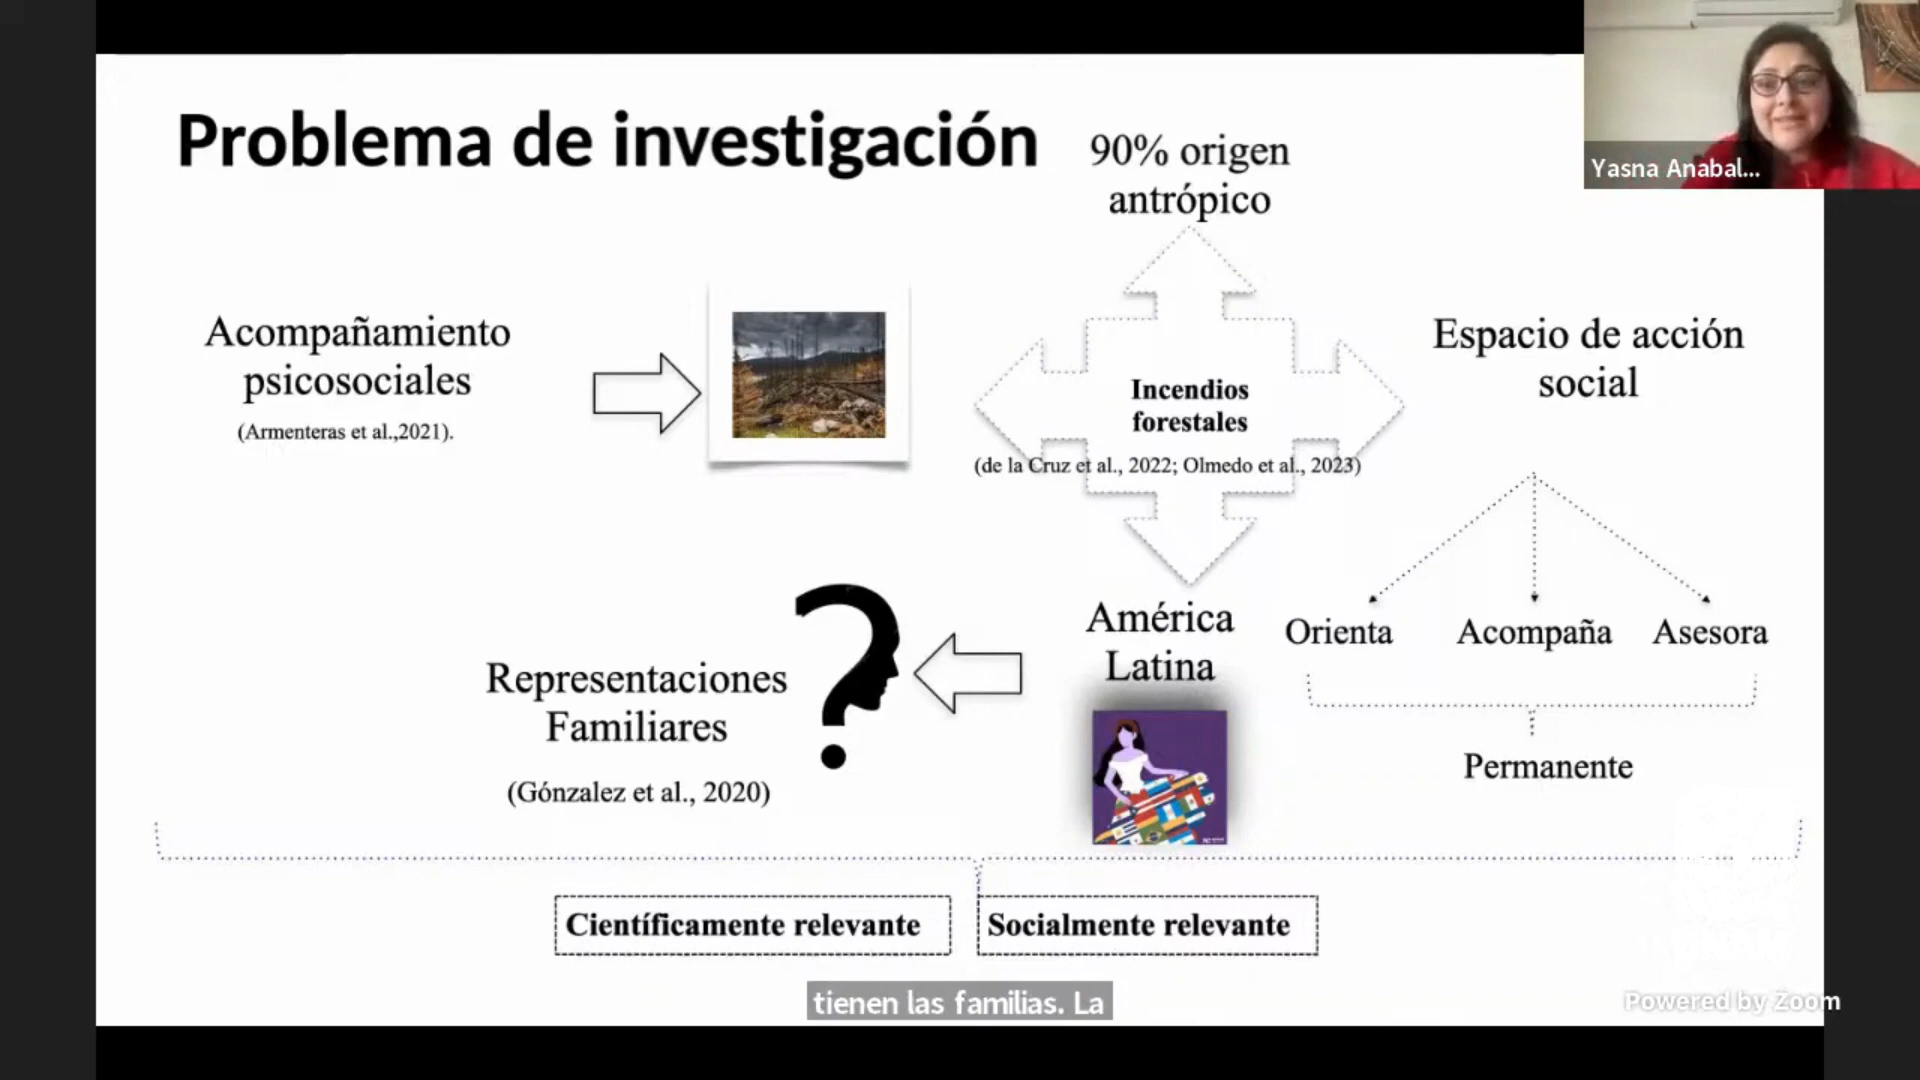 Problema de investigación
90% origen
antrópico
Yasna Anabal...
Acompañamiento
psicosociales
(Armenteras et al.,2021).
Incendios
forestales
(de la Cruz et al., 2022; Olmedo et al., 2023)
Espacio de acción
social
Orienta
Acompaña
Asesora
Permanente
América
Latina
Representaciones
Familiares
(Gónzalez et al., 2020)
Científicamente relevante
Socialmente relevante
tienen las familias. La
Powered by Zoom